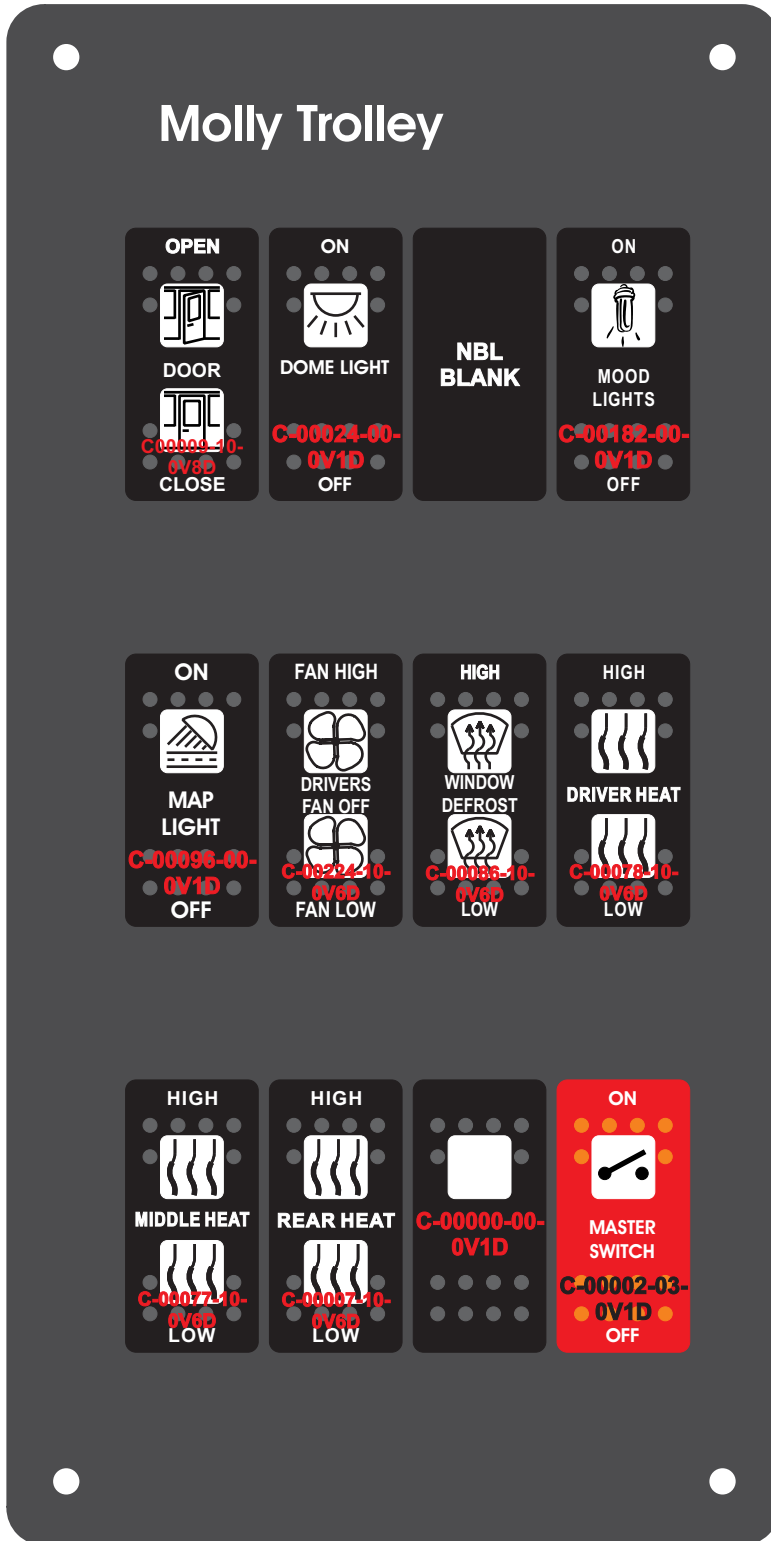 Molly Trolley
OPEN
DOOR
C00009-10-
0V8D
CLOSE
ON
DOME LIGHT
C-00024-00-
0V1D
OFF
NBL
BLANK
ON
MOOD
LIGHTS
C-00182-00-
0V1D
OFF
ON
MAP
LIGHT
C-00096-00-
0V1D
OFF
FAN HIGH
DRIVERS
FAN OFF
C-00224-10-
0V6D
FAN LOW
HIGH
WINDOW
DEFROST
C-00086-10-
0V6D
LOW
HIGH
DRIVER HEAT
C-00078-10-
0V6D
LOW
HIGH
MIDDLE HEAT
C-00077-10-
0V6D
LOW
HIGH
REAR HEAT
C-00007-10-
0V6D
LOW
C-00000-00-
0V1D
ON
MASTER
SWITCH
C-00002-03-
0V1D
OFF